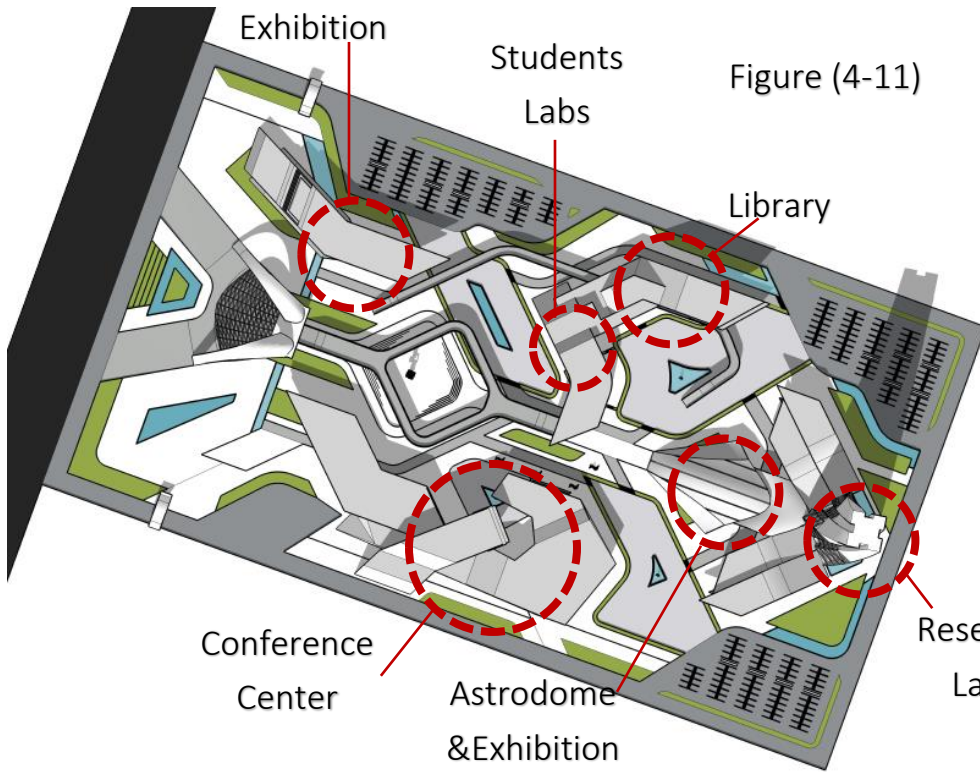 Exhibition
Students
Labs
Figure (4-11)
Library
Conference
Center
Astrodome
&Exhibition